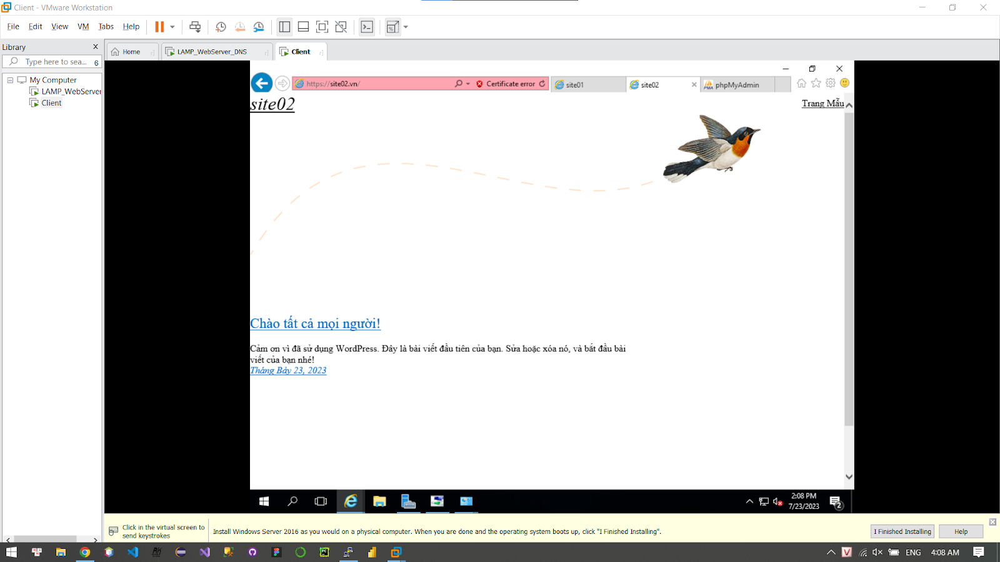 Client - VMware Workstation
File Edit View VM Tabs Help
Library
Type here to sea...
My Computer
LAMP_WebServer
Client
Home
LAMP_WebServer_DNS
Client
https://site02.vn/
Certificate error
site01
site02
phpMyAdmin
site02
Trang Mẫu
Chào tất cả mọi người!
Cảm ơn vì đã sử dụng WordPress. Đây là bài viết đầu tiên của bạn. Sửa hoặc xóa nó, và bắt đầu bài
viết của bạn nhé!
Tháng Bảy 23, 2023
2:08 PM
7/23/2023
2
Click in the virtual screen to
send keystrokes
Install Windows Server 2016 as you would on a physical computer. When you are done and the operating system boots up, click "I Finished Installing".
I Finished Installing
Help
ENG
4:08 AM